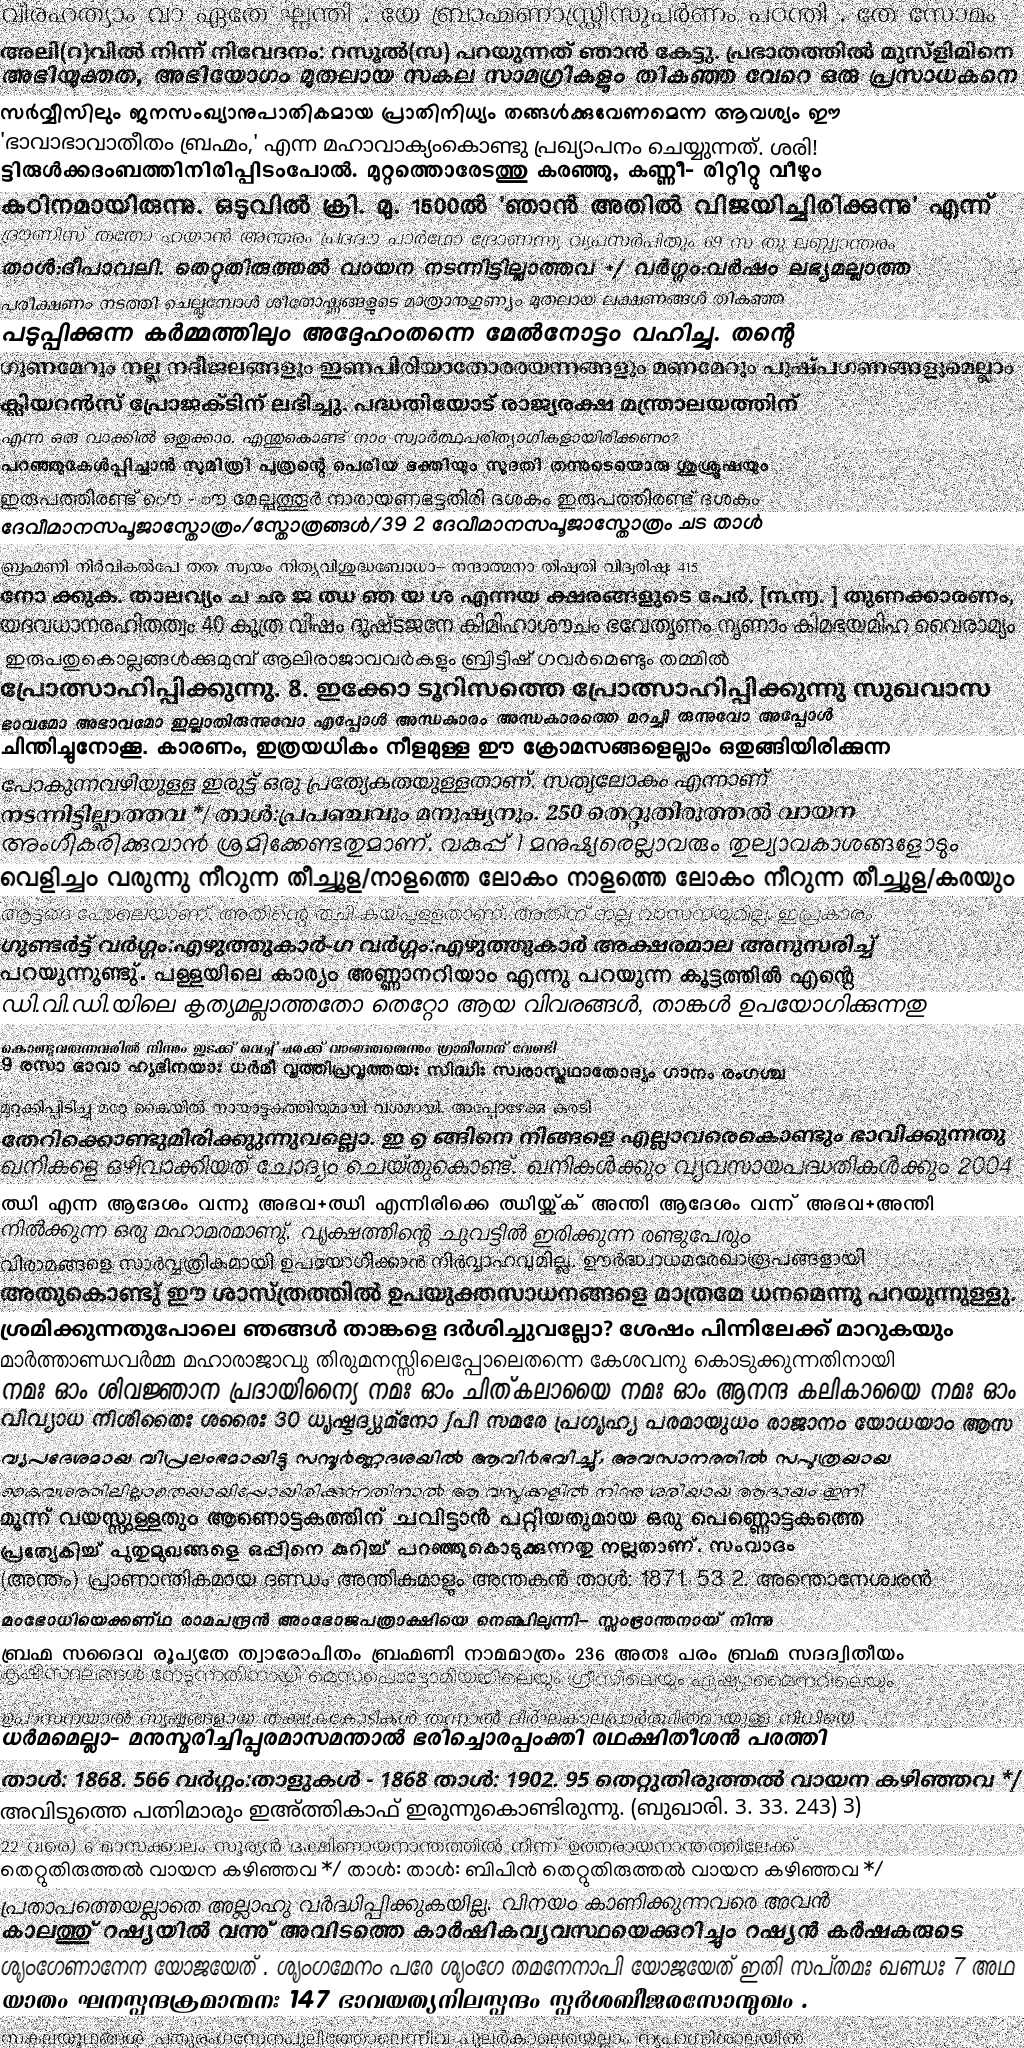 വിരഹത്യാം വാ ഏതേ ഘ്നന്തി . യേ ബ്രാഹ്മണാസ്ത്രിസുപർണം പഠന്തി . തേ സോമം
അലി(റ)വിൽ നിന്ന് നിവേദനം: റസൂൽ(സ) പറയുന്നത് ഞാൻ കേട്ടു. പ്രഭാതത്തിൽ മുസ്ളിമിനെ
അഭിയുക്തത, അഭിയോഗം മുതലായ സകല സാമഗ്രികളും തികഞ്ഞ വേറെ ഒരു പ്രസാധകനെ
സർവ്വീസിലും ജനസംഖ്യാനുപാതികമായ പ്രാതിനിധ്യം തങ്ങൾക്കുവേണമെന്ന ആവശ്യം ഈ
'ഭാവാഭാവാതീതം ബ്രഹ്മം,' എന്ന മഹാവാക്യംകൊണ്ടു പ്രഖ്യാപനം ചെയ്യുന്നത്. ശരി!
ട്ടിരുൾക്കദംബത്തിനിരിപ്പിടംപോൽ. മുറ്റത്തൊരേടത്തു കരഞ്ഞു, കണ്ണീ– രിറ്റിറ്റു വീഴും
കഠിനമായിരുന്നു. ഒടുവിൽ ക്രി. മു. 1500ൽ 'ഞാൻ അതിൽ വിജയിച്ചിരിക്കുന്നു' എന്ന്
ദ്രൗണിസ് തതോ ഹയാൻ അന്തരം പ്രദദൗ പാർഥോ ദ്രോണസ്യ വ്യപസർപിതും 69 സ തു ലബ്ധ്വാന്തരം
താൾ:ദീപാവലി. തെറ്റുതിരുത്തൽ വായന നടന്നിട്ടില്ലാത്തവ */ വർഗ്ഗം:വർഷം ലഭ്യമല്ലാത്ത
പരീക്ഷണം നടത്തി ചെല്ലുമ്പോൾ ശീതോഷ്ണങ്ങളുടെ മാത്രാനുഗുണ്യം മുതലായ ലക്ഷണങ്ങൾ തികഞ്ഞ
പടുപ്പിക്കുന്ന കർമ്മത്തിലും അദ്ദേഹംതന്നെ മേൽനോട്ടം വഹിച്ചു. തന്റെ
ഗുണമേറും നല്ല നദീജലങ്ങളും ഇണപിരിയാതോരരയന്നങ്ങളും മണമേറും പുഷ്പഗണങ്ങളുമെല്ലാം
ക്ലിയറൻസ് പ്രോജക്ടിന് ലഭിച്ചു. പദ്ധതിയോട് രാജ്യരക്ഷ മന്ത്രാലയത്തിന്
എന്ന ഒരു വാക്കിൽ ഒതുക്കാം. എന്തുകൊണ്ട് നാം സ്വാർത്ഥപരിത്യാഗികളായിരിക്കണം?
പറഞ്ഞുകേൾപ്പിച്ചാൻ സുമിത്രി പുത്രന്റെ പെരിയ ഭക്തിയും സുദതി തന്നുടെയൊരു ശുശ്രൂഷയും
ഇരുപത്തിരണ്ട് ൌ - ഈ മേല്പുത്തൂർ നാരായണഭട്ടതിരി ദശകം ഇരുപത്തിരണ്ട് ദശകം
ദേവീമാനസപൂജാസ്തോത്രം/സ്തോത്രങ്ങൾ/39 2 ദേവീമാനസപൂജാസ്തോത്രം ചട താൾ
ബ്രഹ്മണി നിർവികൽപേ തതഃ സ്വയം നിത്യവിശുദ്ധബോധാ– നന്ദാത്മനാ തിഷ്ഠതി വിദ്വരിഷ്ഠഃ 415
നോ ക്കുക. താലവ്യം ച ഛ ജ ഝ ഞ യ ശ എന്നയ ക്ഷരങ്ങളുടെ പേർ. [ന്ന്ന. ] തുണക്കാരണം,
യദവധാനരഹിതത്വം 40 കുത്ര വിഷം ദുഷ്ടജനേ കിമിഹാശൗചം ഭവേത്യണം നൃണാം കിമഭയമിഹ വൈരാമ്യം
ഇരുപതുകൊല്ലങ്ങൾക്കുമുമ്പ് ആലിരാജാവവർകളും ബ്രിട്ടീഷ് ഗവർമെണ്ടും തമ്മിൽ
പ്രോത്സാഹിപ്പിക്കുന്നു. 8. ഇക്കോ ടൂറിസത്തെ പ്രോത്സാഹിപ്പിക്കുന്നു സുഖവാസ
ഭാവമോ അഭാവമോ ഇല്ലാതിരുന്നുവോ എപ്പോൾ അന്ധകാരം അന്ധകാരത്തെ മറച്ചി രുന്നുവോ അപ്പോൾ
ചിന്തിച്ചുനോക്കൂ. കാരണം, ഇത്രയധികം നീളമുള്ള ഈ ക്രോമസങ്ങളെല്ലാം ഒതുങ്ങിയിരിക്കുന്ന
പോകുന്നവഴിയുള്ള ഇരുട്ട് ഒരു പ്രത്യേകതയുള്ളതാണ്. സത്യലോകം എന്നാണ്
നടന്നിട്ടില്ലാത്തവ */ താൾ:പ്രപഞ്ചവും മനുഷ്യനും. 250 തെറ്റുതിരുത്തൽ വായന
അംഗീകരിക്കുവാൻ ശ്രമിക്കേണ്ടതുമാണ്. വകുപ്പ് 1 മനുഷ്യരെല്ലാവരും തുല്യാവകാശങ്ങളോടും
വെളിച്ചം വരുന്നു നീറുന്ന തീച്ചൂള/നാളത്തെ ലോകം നാളത്തെ ലോകം നീറുന്ന തീച്ചൂള/കരയും
പോലെയാണ്. അതിന്റെ രുചി കയ്പുള്ളതാണ്. അതിന് നല്ല വാസനയുമില്ല. ഇപ്രകാരം
ഗുണ്ടർട്ട് വർഗ്ഗം:എഴുത്തുകാർ-ഗ വർഗ്ഗം:എഴുത്തുകാർ അക്ഷരമാല അനുസരിച്ച്
പറയുന്നുണ്ടു്. പള്ളയിലെ കാര്യം അണ്ണാനറിയാം എന്നു പറയുന്ന കൂട്ടത്തിൽ എന്റെ
ഡി.വി.ഡി.യിലെ കൃത്യമല്ലാത്തതോ തെറ്റോ ആയ വിവരങ്ങൾ, താങ്കൾ ഉപയോഗിക്കുന്നതു
കൊണ്ടുവരുന്നവരിൽ നിന്നും ഇടക്ക് വെച്ച് ചരക്ക് വാങ്ങരുതെന്നും ഗ്രാമീണന് വേണ്ടി
9 രസാ ഭാവാ ഹ്യഭിനയാഃ ധർമീ വൃത്തിപ്രവൃത്തയഃ സിദ്ധിഃ സ്വരാസ്തഥാതോദ്യം ഗാനം രംഗശ്ച
മുറുക്കിപ്പിടിച്ച മറ്റേ കൈയിൽ നായാട്ടുകത്തിയുമായി വശമായി. അപ്പോഴേക്കു കരടി
തേറിക്കൊണ്ടുമിരിക്കുന്നുവല്ലൊ. ഇ ഉ ങ്ങിനെ നിങ്ങളെ എല്ലാവരെകൊണ്ടും ഭാവിക്കുന്നതു
ഖനികളെ ഒഴിവാക്കിയത് ചോദ്യം ചെയ്തുകൊണ്ട്. ഖനികൾക്കും വ്യവസായപദ്ധതികൾക്കും 2004
ഝി എന്ന ആദേശം വന്നു അഭവ+ഝി എന്നിരിക്കെ ഝിയ്ക്ക് അന്തി ആദേശം വന്ന് അഭവ+അന്തി
നിൽക്കുന്ന ഒരു മഹാമരമാണു്, വൃക്ഷത്തിന്റെ ചുവട്ടിൽ ഇരിക്കുന്ന രണ്ടുപേരും
വിരാമങ്ങളെ സാർവ്വത്രികമായി ഉപയോഗിക്കാൻ നിർവ്വാഹവുമില്ല. ഊർദ്ധ്വാധമരേഖാരൂപങ്ങളായി
അതുകൊണ്ടു് ഈ ശാസ്ത്രത്തിൽ ഉപയുക്തസാധനങ്ങളെ മാത്രമേ ധനമെന്നു പറയുന്നുള്ളു.
ശ്രമിക്കുന്നതുപോലെ ഞങ്ങൾ താങ്കളെ ദർശിച്ചുവല്ലോ? ശേഷം പിന്നിലേക്ക് മാറുകയും
മാർത്താണ്ഡവർമ്മ മഹാരാജാവു തിരുമനസ്സിലെപ്പോലെതന്നെ കേശവനു കൊടുക്കുന്നതിനായി
നമഃ ഓം ശിവജ്ഞാന പ്രദായിന്യൈ നമഃ ഓം ചിത്കലായൈ നമഃ ഓം ആനന്ദ കലികായൈ നമഃ ഓം
വിവ്യാധ നിശിതൈഃ ശരൈഃ 30 ധൃഷ്ടദ്യുമ്നോ ഽപി സമരേ പ്രഗൃഹ്യ പരമായുധം രാജാനം യോധയാം ആസ
വ്യപദേശമായ വിപ്രലംഭമായിട്ടു സമ്പൂർണ്ണദശയിൽ ആവിർഭവിച്ച്, അവസാനത്തിൽ സപുത്രയായ
കൈവശത്തിലില്ലാതെയായിപ്പോയിരിക്കുന്നതിനാൽ ആ വസ്തുക്കളിൽ നിന്നു ശരിയായ ആദായം ഇനി
മൂന്ന് വയസ്സുള്ളതും ആണൊട്ടകത്തിന് ചവിട്ടാൻ പറ്റിയതുമായ ഒരു പെണ്ണൊട്ടകത്തെ
പ്രത്യേകിച്ച് പുതുമുഖങ്ങളെ ഒപ്പിനെ കുറിച്ച് പറഞ്ഞുകൊടുക്കുന്നതു നല്ലതാണ്. സംവാദം
(അന്തം) പ്രാണാന്തികമായ ദണ്ഡം അന്തികമാളും അന്തകൻ താൾ: 1871. 53 2. അന്തൊനേശ്വരൻ
മംഭോധിയെക്കണ്ഥ രാമചന്ദ്രൻ അംഭോജപത്രാക്ഷിയെ നെഞ്ചിലുന്നി– സ്സംഭ്രാന്തനായ് നിന്നു
ബ്രഹ്മ സദൈവ രൂപ്യതേ ത്വാരോപിതം ബ്രഹ്മണി നാമമാത്രം 236 അതഃ പരം ബ്രഹ്മ സദദ്വിതീയം
കൃഷിസ്ഥലങ്ങൾ നേടുന്നതിനായി മെസപ്പൊട്ടോമിയയിലെയും ഗ്രീസിലെയും ഏഷ്യാമൈനറിലെയും
ഉപാസനയാൽ സൂര്യങ്ങളായ തക്ഷകകോടികൾ തന്നാൽ ദീർഘകാലപ്രാർത്ഥിതമായുള്ള നിധിയെ
ധർമമെല്ലാ– മനുസ്മരിച്ചിപ്പുരമാസമന്താൽ ഭരിച്ചൊരപ്പംക്തി രഥക്ഷിതീശൻ പരത്തി
താൾ: 1868. 566 വർഗ്ഗം:താളുകൾ - 1868 താൾ: 1902. 95 തെറ്റുതിരുത്തൽ വായന കഴിഞ്ഞവ */
അവിടുത്തെ പത്നിമാരും ഇഅ്ത്തികാഫ് ഇരുന്നുകൊണ്ടിരുന്നു. (ബുഖാരി. 3. 33. 243) 3)
22 വരെ) 6 മാസക്കാലം സൂര്യൻ ദക്ഷിണായനാന്തത്തിൽ നിന്ന് ഉത്തരായനാന്തത്തിലേക്ക്
തെറ്റുതിരുത്തൽ വായന കഴിഞ്ഞവ */ താൾ: താൾ: ബിപിൻ തെറ്റുതിരുത്തൽ വായന കഴിഞ്ഞവ */
പ്രതാപത്തെയല്ലാതെ അല്ലാഹു വർദ്ധിപ്പിക്കുകയില്ല. വിനയം കാണിക്കുന്നവരെ അവൻ
കാലത്തു് റഷ്യയിൽ വന്നു് അവിടത്തെ കാർഷികവ്യവസ്ഥയെക്കുറിച്ചും റഷ്യൻ കർഷകരുടെ
ശ്യംഗേണാനേന യോജയേത് . ശ്യംഗമേനം പരേ ശ്യംഗേ തമനേനാപി യോജയേത് ഇതി സപ്തമഃ ഖണ്ഡഃ 7 അഥ
യാതം ഘനസ്പന്ദക്രമാന്മനഃ 147 ഭാവയത്യനിലസ്പന്ദം സ്പർശബീജരസോന്മുഖം .